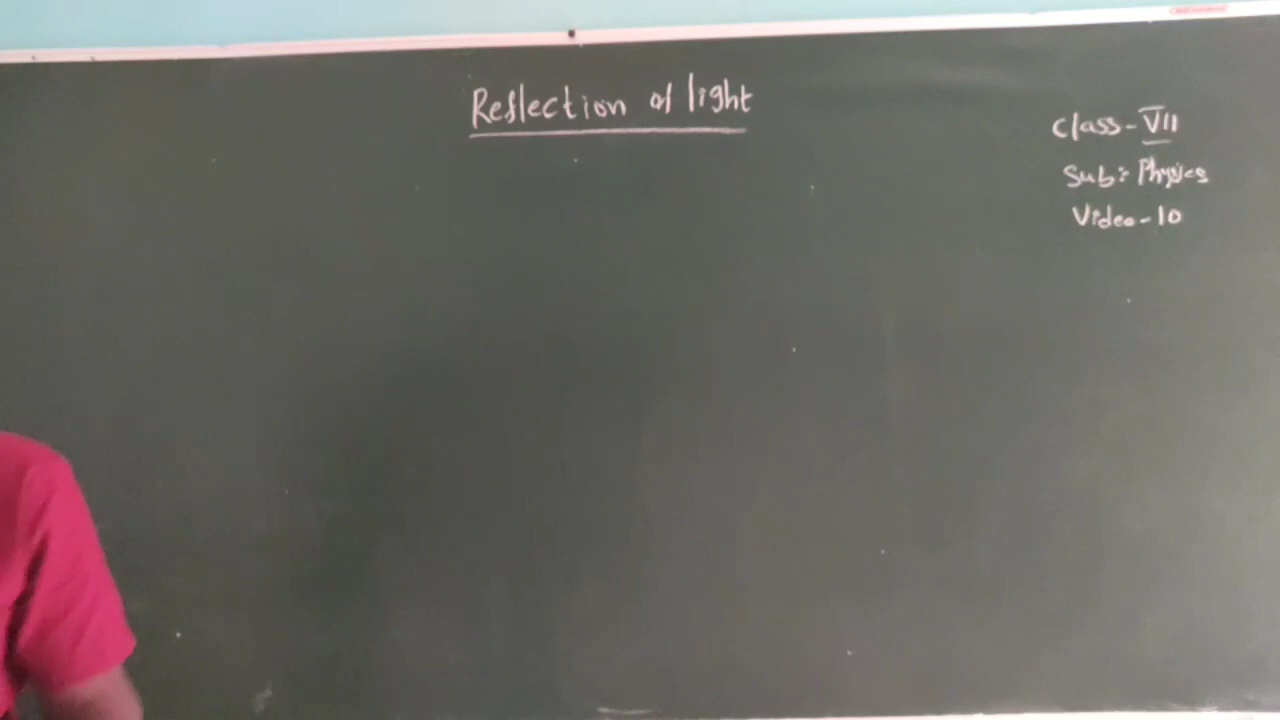 Reflection of light
Class - VII
Sub: Physics
Video - 10